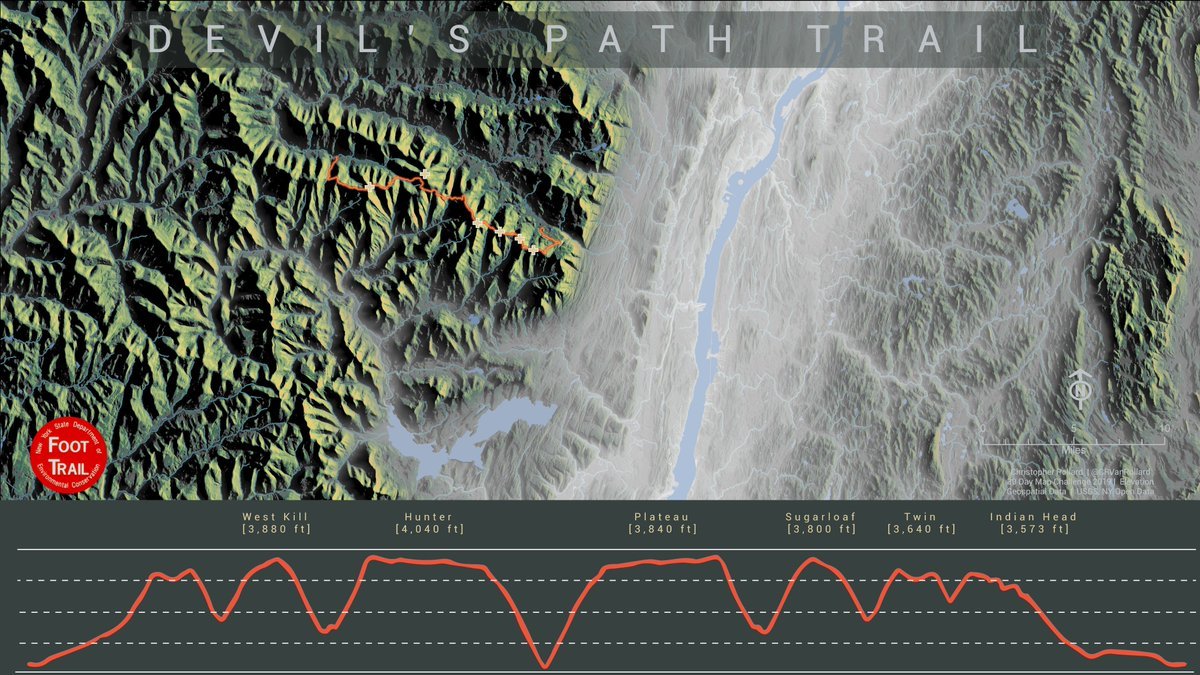 DEVIL'S PATH TRAIL
New York State Department of
FOOT
TRAIL
Environmental Conservation
0 5 10
Miles
Christopher Rollard | @CRVanRollard
30 Day Map Challenge 2019 | Elevation
Geospatial Data | USGS, NY Open Data
West Kill
[3,880 ft]
Hunter
[4,040 ft]
Plateau
[3,840 ft]
Sugarloaf
[3,800 ft]
Twin
[3,640 ft]
Indian Head
[3,573 ft]